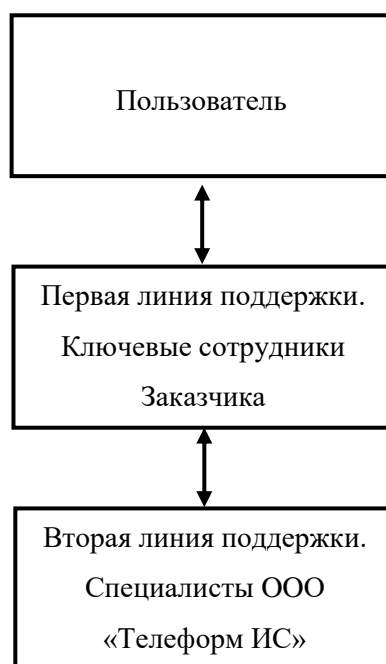 Пользователь
Первая линия поддержки.
Ключевые сотрудники
Заказчика
Вторая линия поддержки.
Специалисты ООО
«Телеформ ИС»